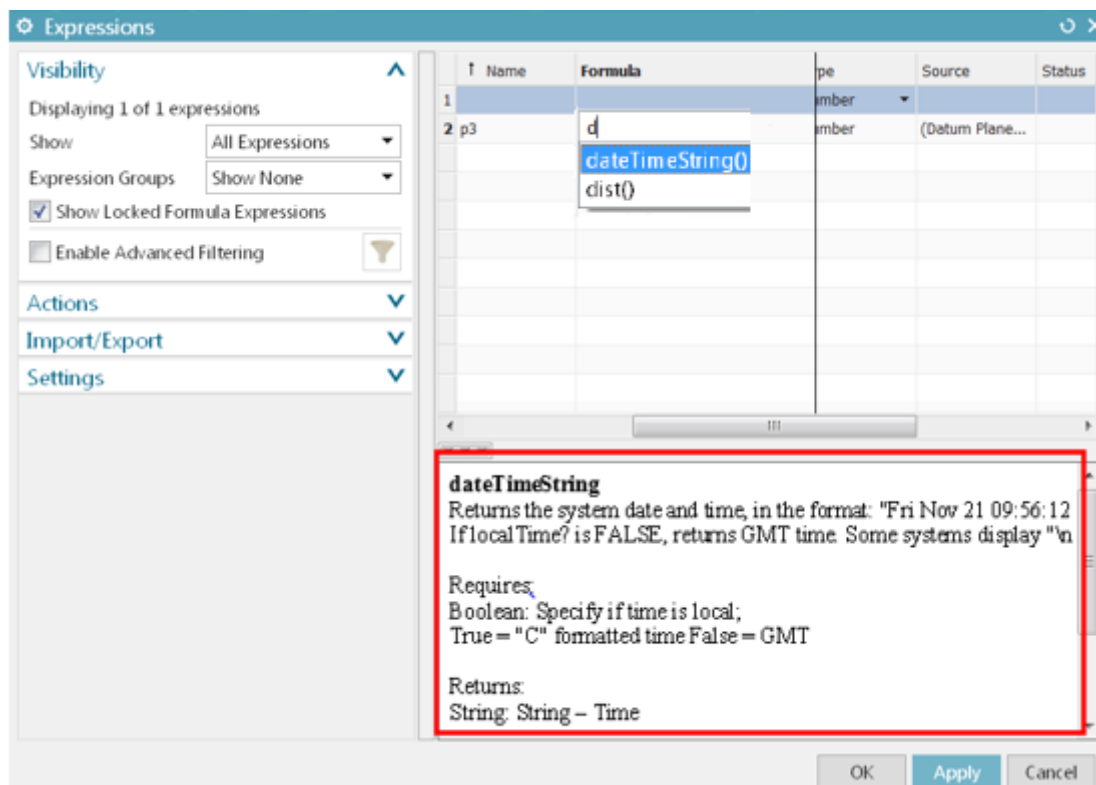 Expressions
Visibility
Displaying 1 of 1 expressions
Show All Expressions
Expression Groups Show None
Show Locked Formula Expressions
Enable Advanced Filtering
Actions
Import/Export
Settings
↑ Name Formula pe Source Status
1 umber
2 p3 d umber (Datum Plane...
dateTimeString()
dist()
dateTimeString
Returns the system date and time, in the format: "Fri Nov 21 09:56:12
If localTime? is FALSE, returns GMT time. Some systems display "\n
Requires:
Boolean: Specify if time is local;
True = "C" formatted time False = GMT
Returns:
String: String – Time
OK Apply Cancel